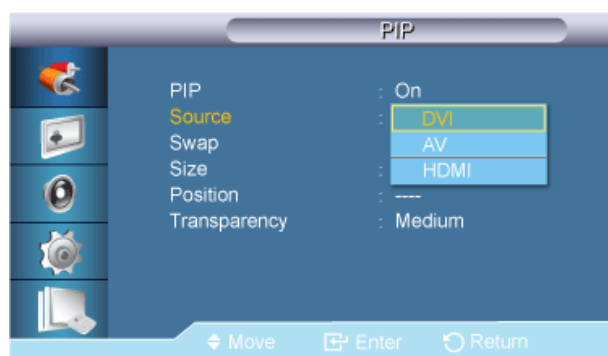 PIP
PIP : On
Source : DVI
Swap AV
Size : HDMI
Position : ----
Transparency : Medium
Move Enter Return